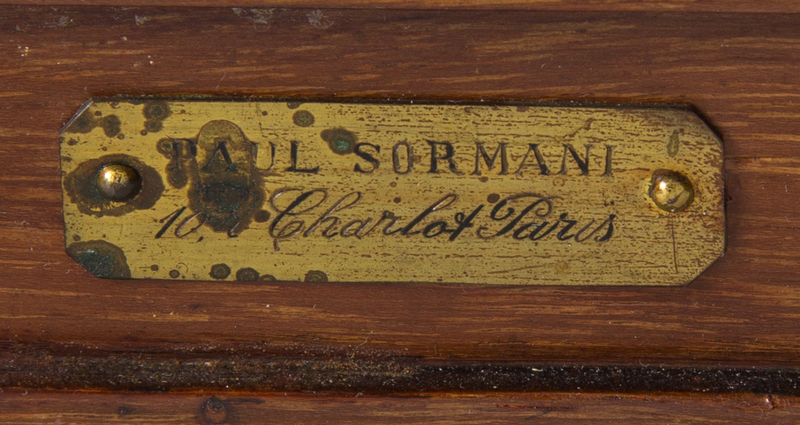 PAUL SORMANI
10, r Charlot Paris